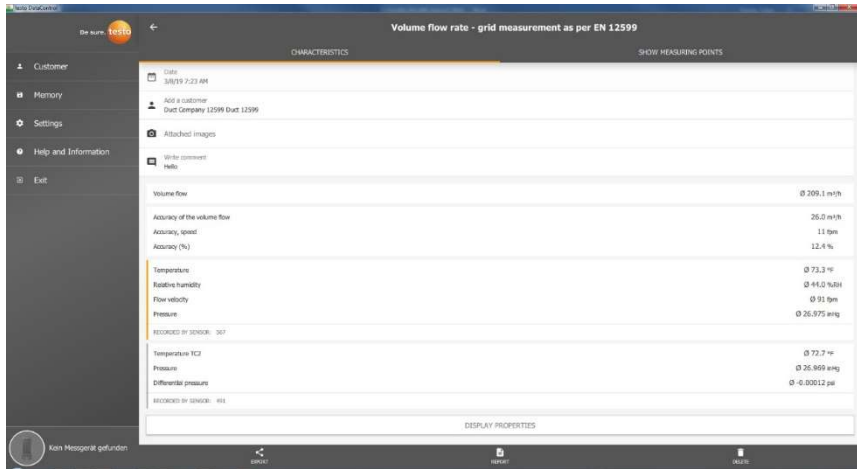 testo DataControl
Be sure. testo
Customer
Memory
Settings
Help and Information
Exit
Kein Messgerät gefunden
Volume flow rate - grid measurement as per EN 12599
CHARACTERISTICS
SHOW MEASURING POINTS
Date
3/8/19 7:23 AM
Add a customer
Duct Company 12599 Duct 12599
Attached images
Write comment
Hello
Volume flow Ø 209.1 m³/h
Accuracy of the volume flow 26.0 m³/h
Accuracy, speed 11 fpm
Accuracy (%) 12.4 %
Temperature Ø 73.3 °F
Relative humidity Ø 44.0 %RH
Flow velocity Ø 91 fpm
Pressure Ø 26.975 inHg
RECORDED BY SENSOR: 567
Temperature TC2 Ø 72.7 °F
Pressure Ø 26.969 inHg
Differential pressure Ø -0.00012 psi
RECORDED BY SENSOR: 491
DISPLAY PROPERTIES
EXPORT
REPORT
DELETE